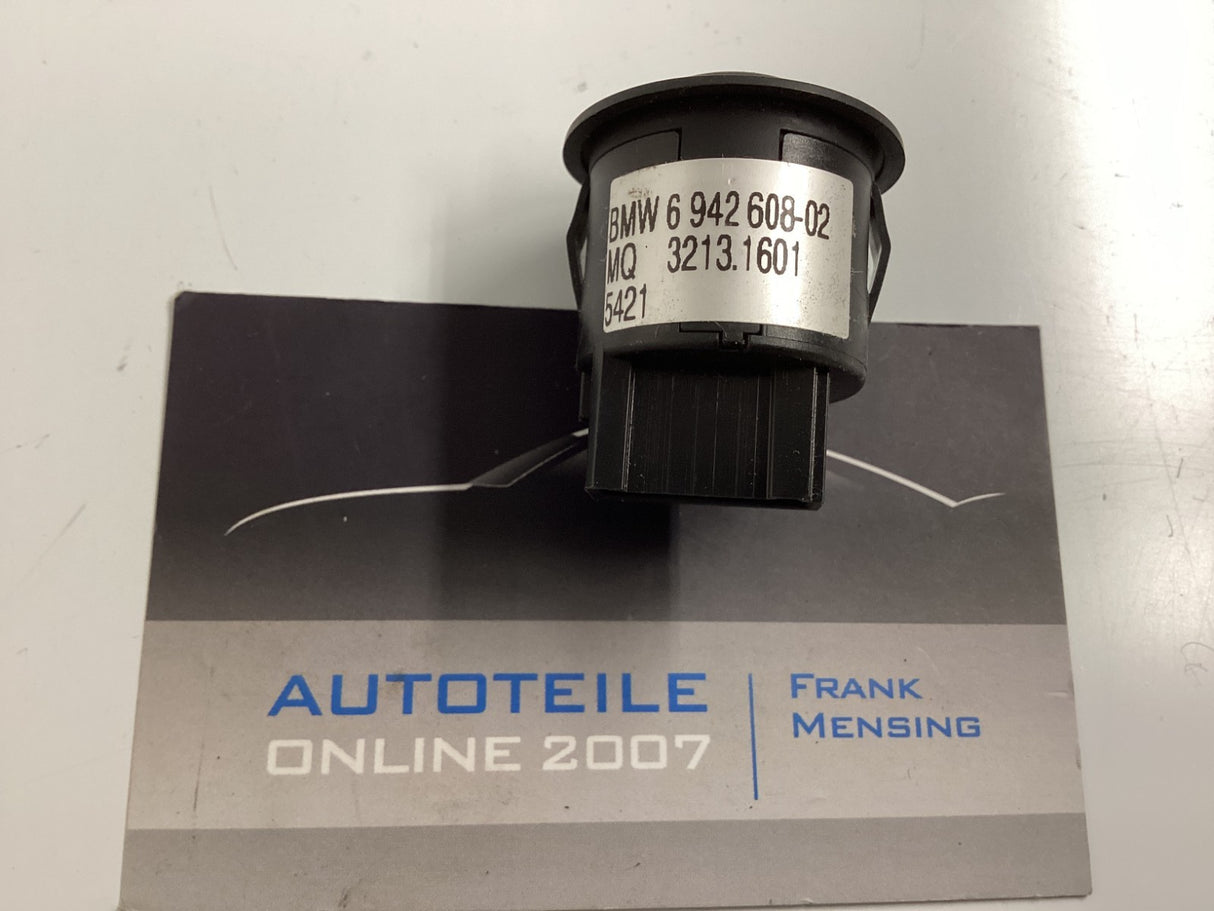 BMW 6 942 608-02
MQ 3213.1601
5421
AUTOTEILE
ONLINE 2007
FRANK
MENSING